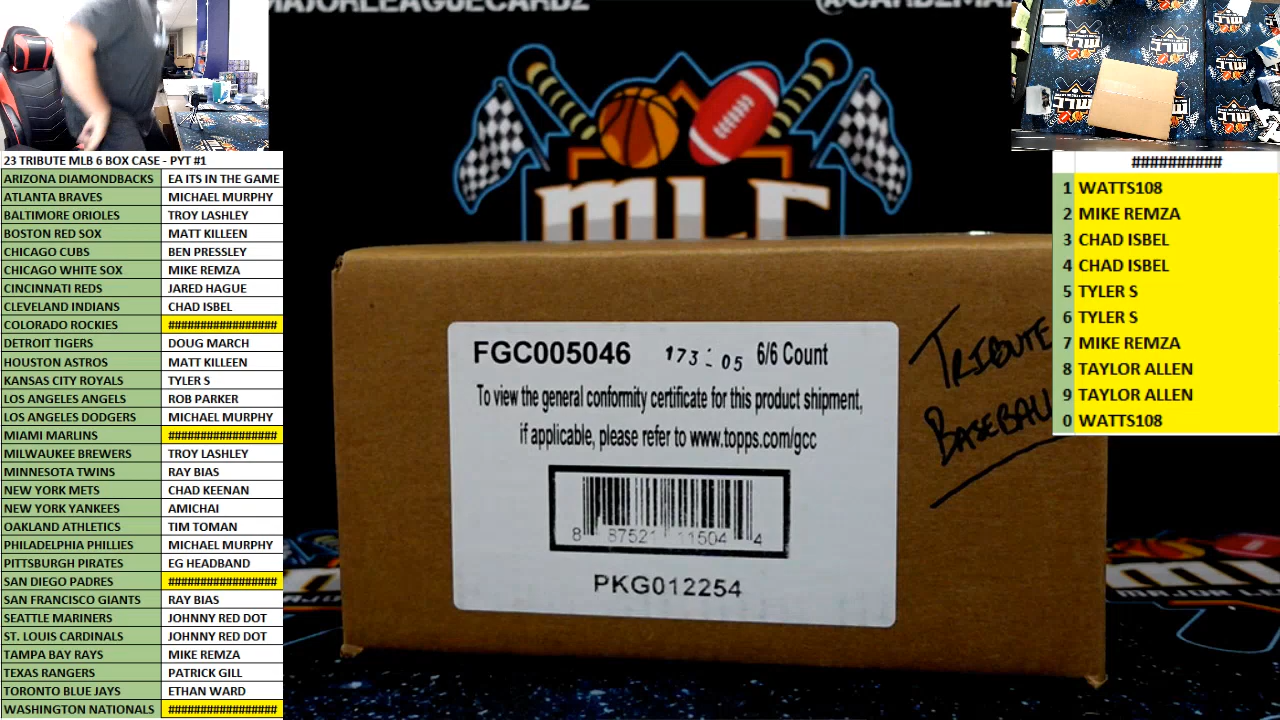 23 TRIBUTE MLB 6 BOX CASE - PYT #1
ARIZONA DIAMONDBACKS EA ITS IN THE GAME
ATLANTA BRAVES MICHAEL MURPHY
BALTIMORE ORIOLES TROY LASHLEY
BOSTON RED SOX MATT KILLEEN
CHICAGO CUBS BEN PRESSLEY
CHICAGO WHITE SOX MIKE REMZA
CINCINNATI REDS JARED HAGUE
CLEVELAND INDIANS CHAD ISBEL
COLORADO ROCKIES #################
DETROIT TIGERS DOUG MARCH
HOUSTON ASTROS MATT KILLEEN
KANSAS CITY ROYALS TYLER S
LOS ANGELES ANGELS ROB PARKER
LOS ANGELES DODGERS MICHAEL MURPHY
MIAMI MARLINS #################
MILWAUKEE BREWERS TROY LASHLEY
MINNESOTA TWINS RAY BIAS
NEW YORK METS CHAD KEENAN
NEW YORK YANKEES AMICHAI
OAKLAND ATHLETICS TIM TOMAN
PHILADELPHIA PHILLIES MICHAEL MURPHY
PITTSBURGH PIRATES EG HEADBAND
SAN DIEGO PADRES #################
SAN FRANCISCO GIANTS RAY BIAS
SEATTLE MARINERS JOHNNY RED DOT
ST. LOUIS CARDINALS JOHNNY RED DOT
TAMPA BAY RAYS MIKE REMZA
TEXAS RANGERS PATRICK GILL
TORONTO BLUE JAYS ETHAN WARD
WASHINGTON NATIONALS #################
MAJORLEAGUECARDZ
MLC
FGC005046 173-05 6/6 Count
To view the general conformity certificate for this product shipment,
if applicable, please refer to www.topps.com/gcc
8 87521 11504 4
PKG012254
TRIBUTE
BASEBALL
##########
1 WATTS108
2 MIKE REMZA
3 CHAD ISBEL
4 CHAD ISBEL
5 TYLER S
6 TYLER S
7 MIKE REMZA
8 TAYLOR ALLEN
9 TAYLOR ALLEN
0 WATTS108